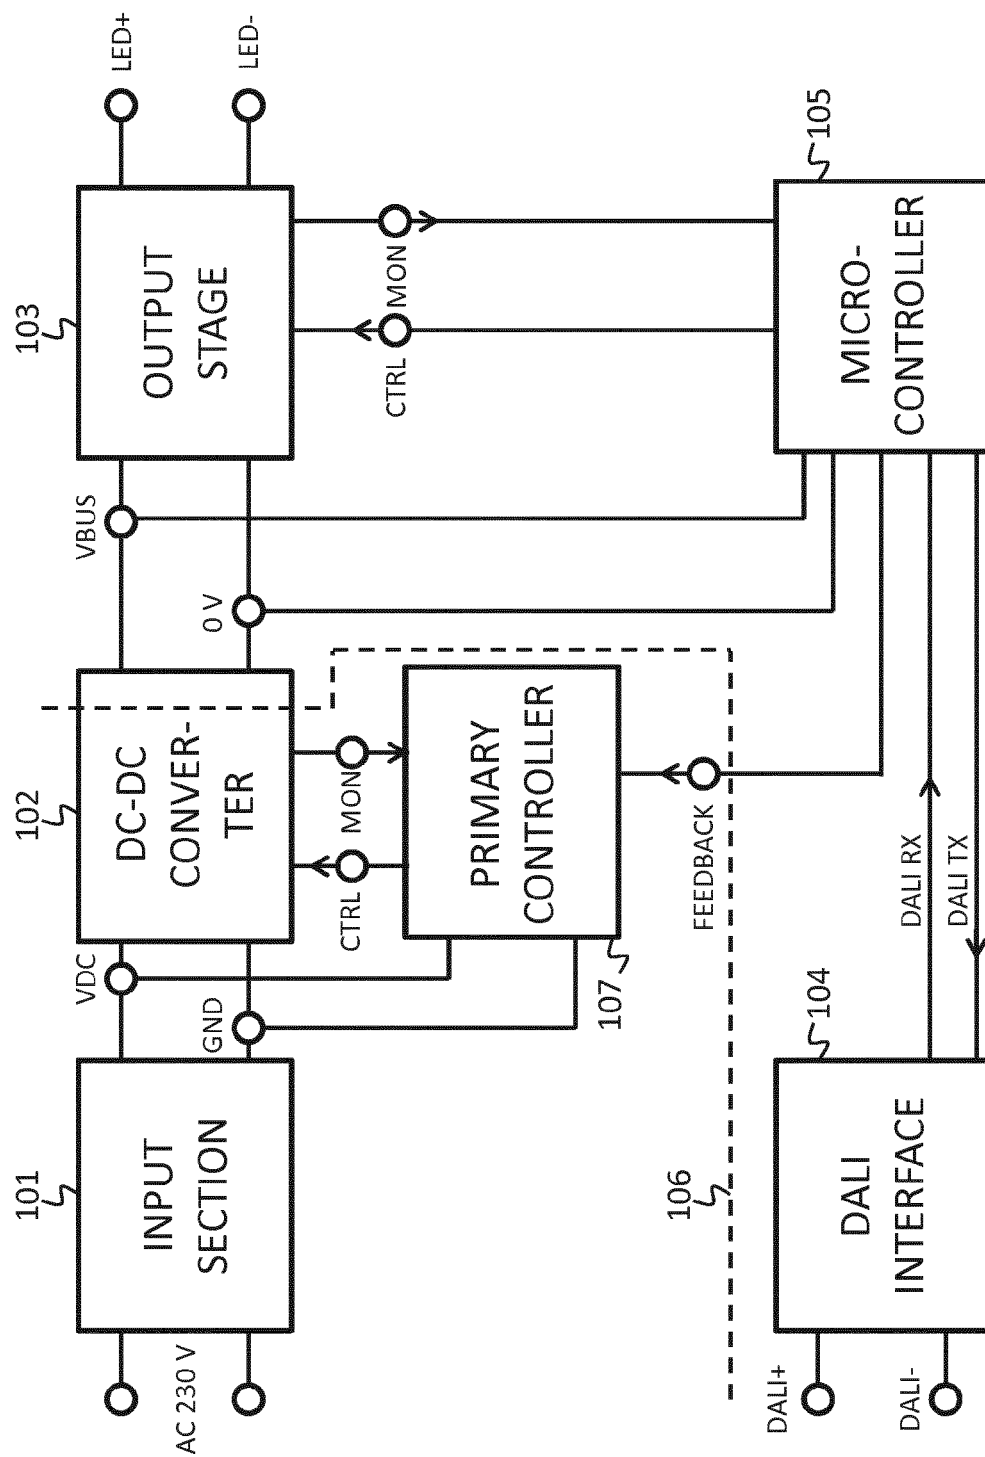 101
102
103
INPUT
SECTION
DC-DC
CONVER-
TER
OUTPUT
STAGE
AC 230 V
VDC
GND
VBUS
0 V
LED+
LED-
CTRL
MON
CTRL
MON
PRIMARY
CONTROLLER
107
FEEDBACK
106
104
105
DALI+
DALI-
DALI
INTERFACE
DALI RX
DALI TX
MICRO-
CONTROLLER